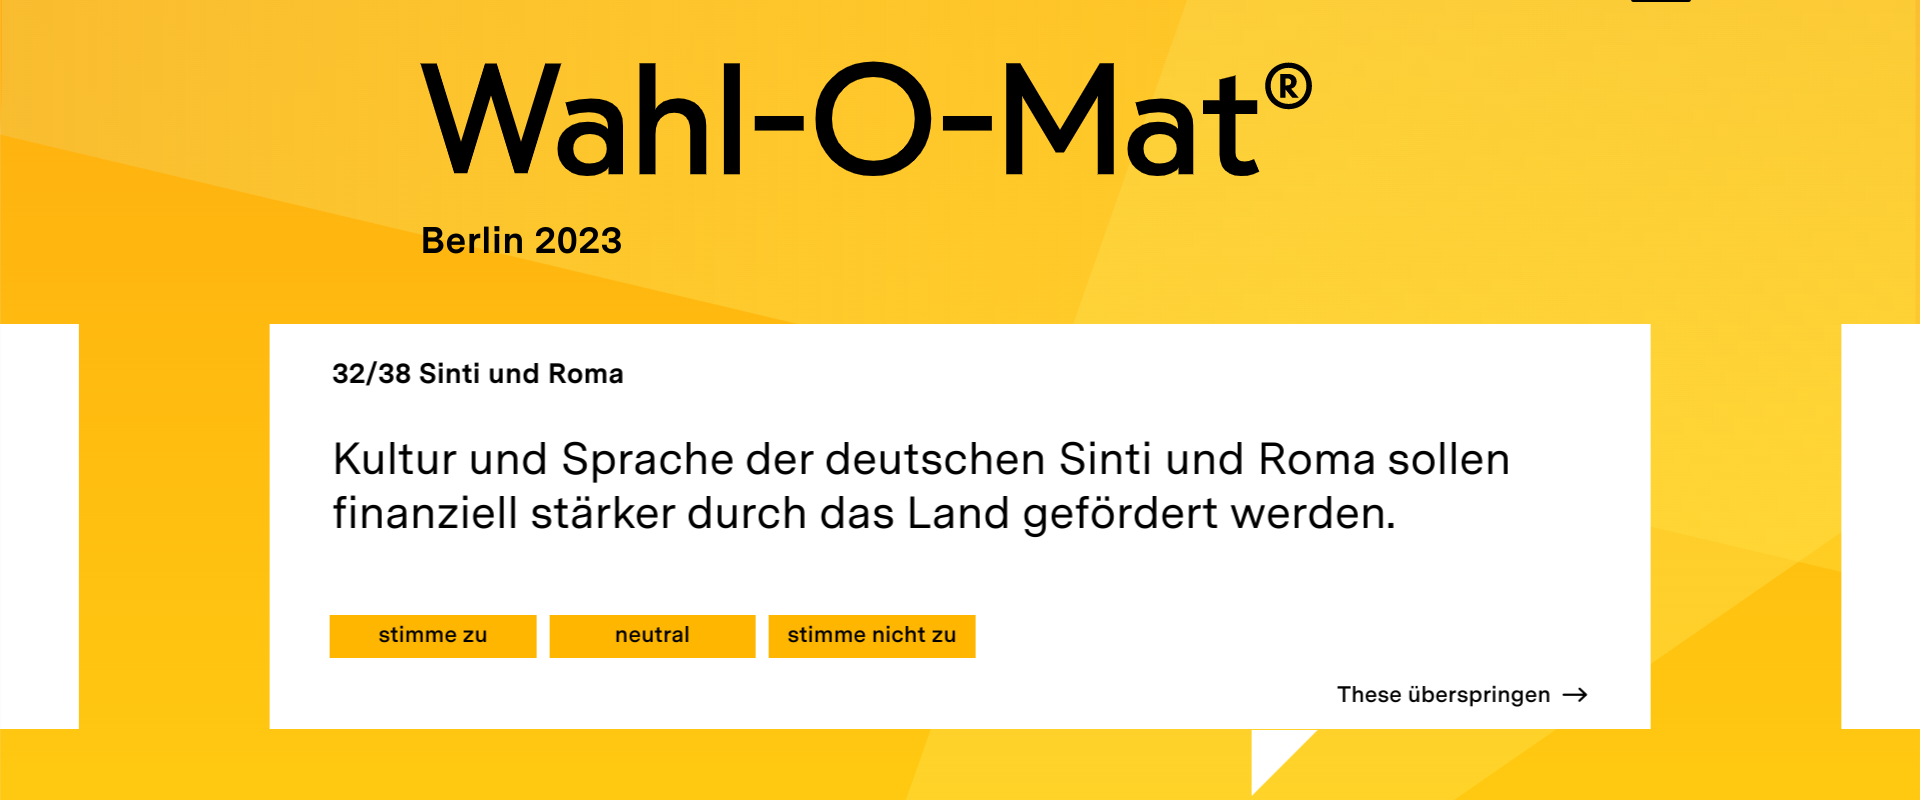 Wahl-O-Mat®
Berlin 2023
32/38 Sinti und Roma
Kultur und Sprache der deutschen Sinti und Roma sollen
finanziell stärker durch das Land gefördert werden.
stimme zu
neutral
stimme nicht zu
These überspringen →